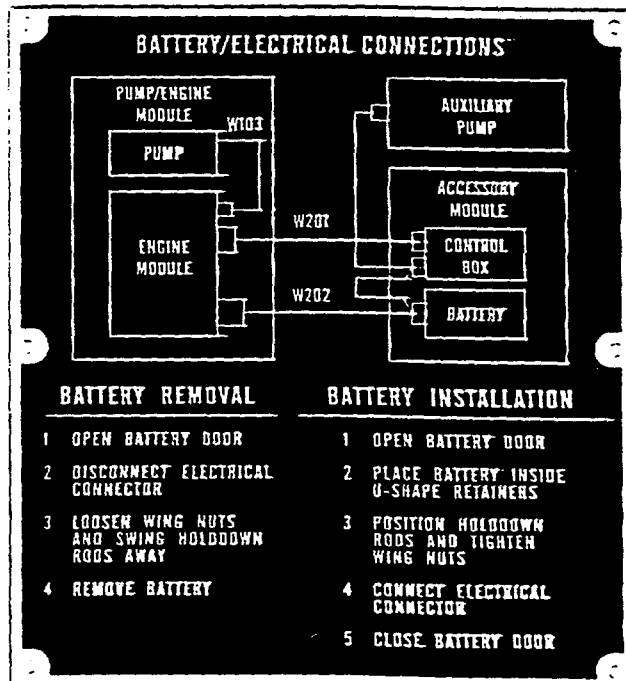 BATTERY/ELECTRICAL CONNECTIONS
PUMP/ENGINE
MODULE
W103
PUMP
ENGINE
MODULE
W201
W202
AUXILIARY
PUMP
ACCESSORY
MODULE
CONTROL
BOX
BATTERY
BATTERY REMOVAL
1 OPEN BATTERY DOOR
2 DISCONNECT ELECTRICAL
CONNECTOR
3 LOOSEN WING NUTS
AND SWING HOLDDOWN
RODS AWAY
4 REMOVE BATTERY
BATTERY INSTALLATION
1 OPEN BATTERY DOOR
2 PLACE BATTERY INSIDE
U-SHAPE RETAINERS
3 POSITION HOLDDOWN
RODS AND TIGHTEN
WING NUTS
4 CONNECT ELECTRICAL
CONNECTOR
5 CLOSE BATTERY DOOR